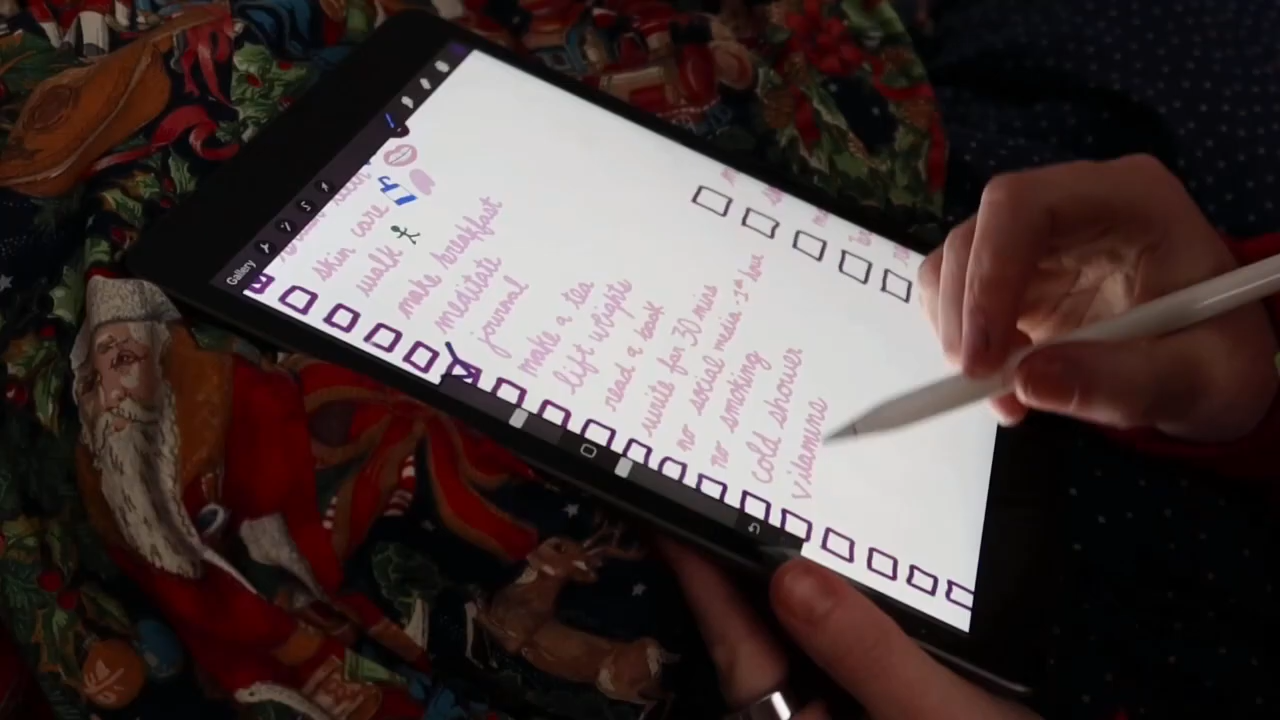 Gallery
skin care
walk
make breakfast
meditate
journal
make a tea
lift wheights
read a book
write for 30 mins
no social media 1st hour
no smoking
cold shower
vitamins